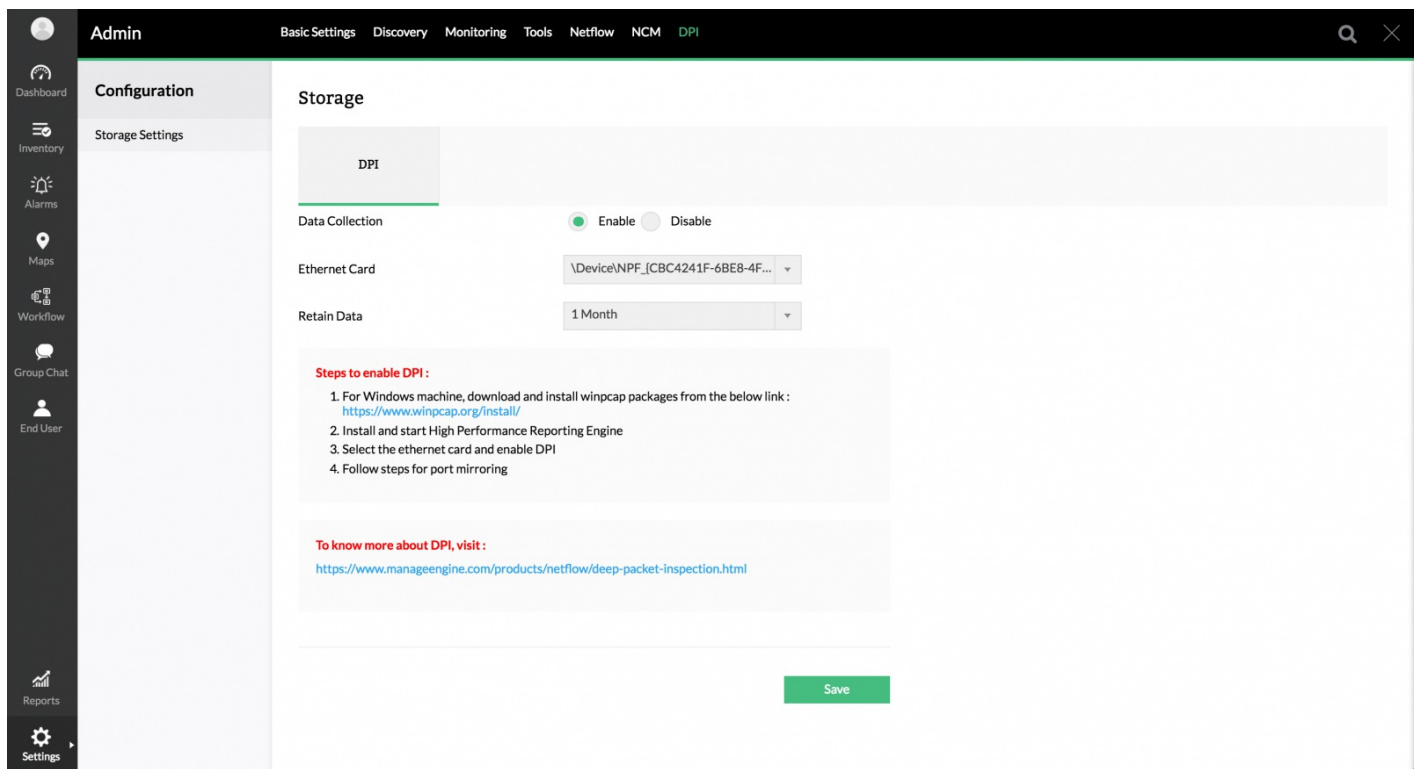 Admin
Basic Settings Discovery Monitoring Tools Netflow NCM DPI
Dashboard
Inventory
Alarms
Maps
Workflow
Group Chat
End User
Reports
Settings
Configuration
Storage Settings
Storage
DPI
Data Collection
Enable Disable
Ethernet Card
\Device\NPF_{CBC4241F-6BE8-4F...
Retain Data
1 Month
Steps to enable DPI :
1. For Windows machine, download and install winpcap packages from the below link :
https://www.winpcap.org/install/
2. Install and start High Performance Reporting Engine
3. Select the ethernet card and enable DPI
4. Follow steps for port mirroring
To know more about DPI, visit :
https://www.manageengine.com/products/netflow/deep-packet-inspection.html
Save